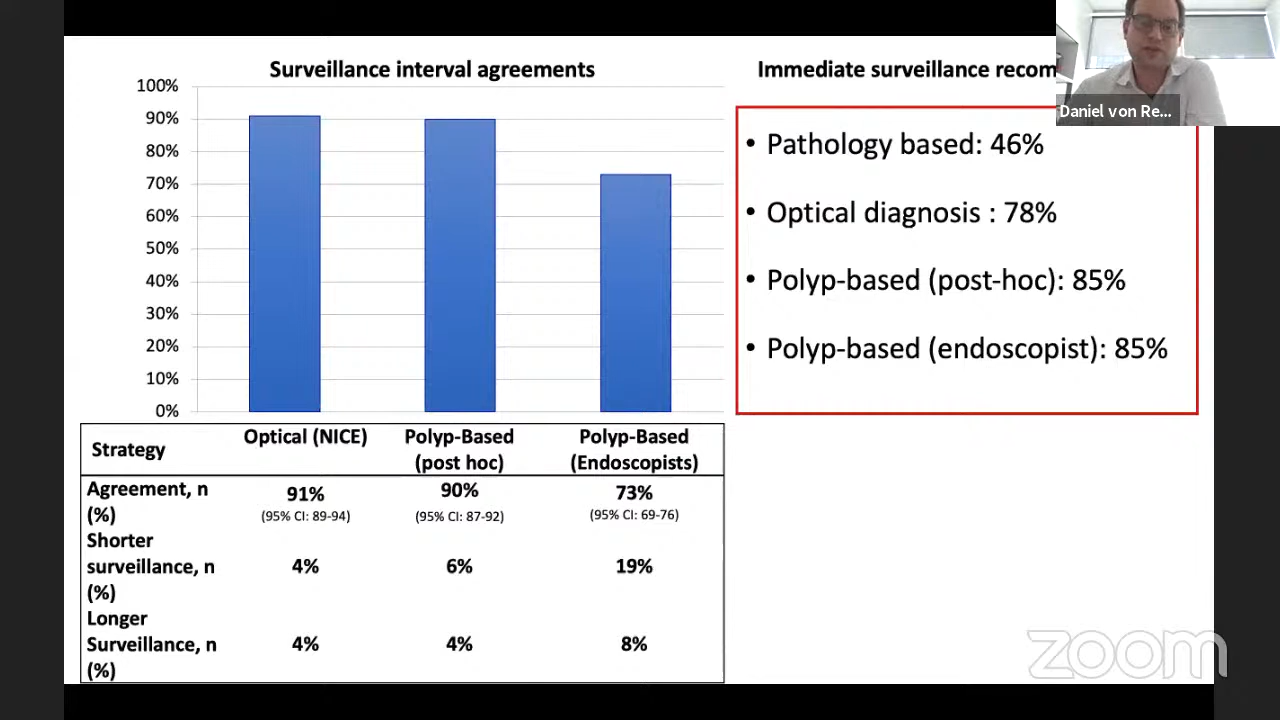 Surveillance interval agreements
100%
90%
80%
70%
60%
50%
40%
30%
20%
10%
0%
Strategy
Optical (NICE)
Polyp-Based
(post hoc)
Polyp-Based
(Endoscopists)
Agreement, n
(%)
91%
(95% CI: 89-94)
90%
(95% CI: 87-92)
73%
(95% CI: 69-76)
Shorter
surveillance, n
(%)
4%
6%
19%
Longer
Surveillance, n
(%)
4%
4%
8%
Immediate surveillance recom
• Pathology based: 46%
• Optical diagnosis : 78%
• Polyp-based (post-hoc): 85%
• Polyp-based (endoscopist): 85%
Daniel von Re...
zoom